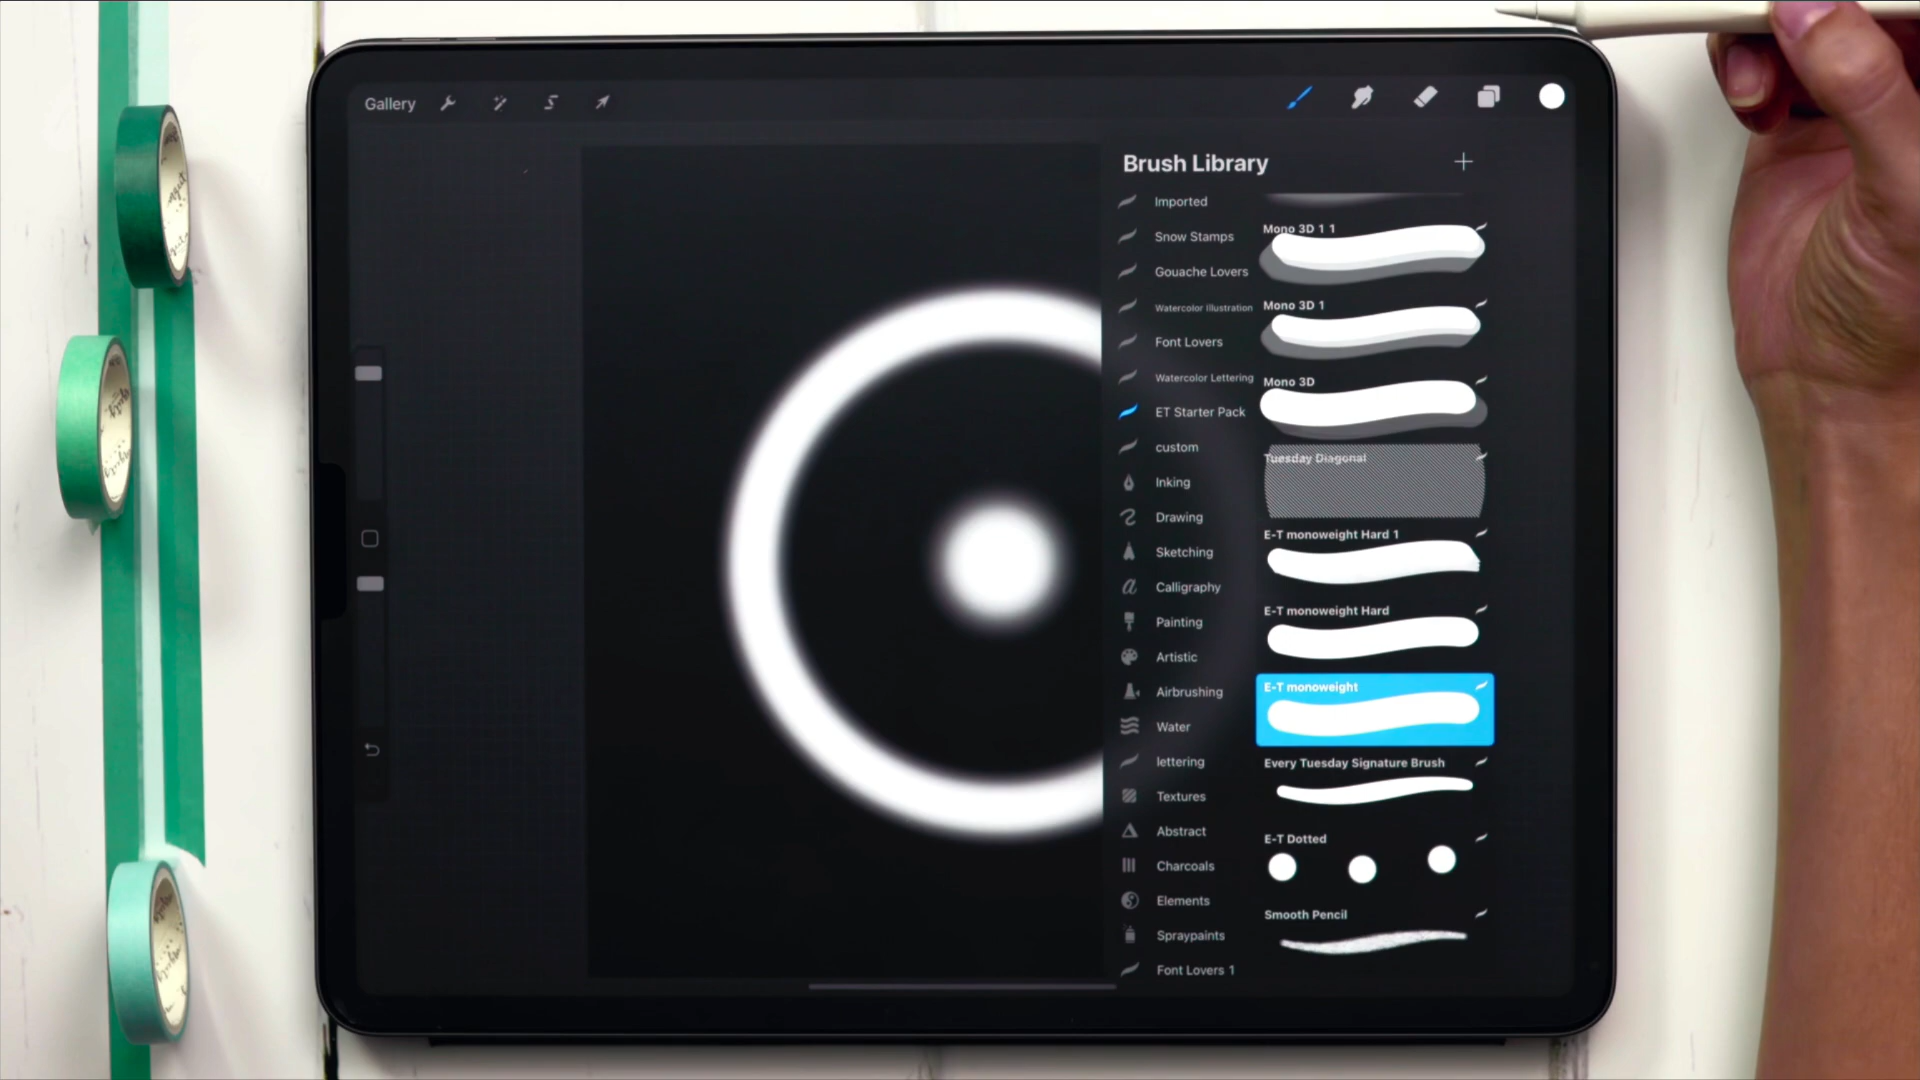 Gallery
Brush Library
Imported
Snow Stamps
Gouache Lovers
Watercolor Illustration
Font Lovers
Watercolor Lettering
ET Starter Pack
custom
Inking
Drawing
Sketching
Calligraphy
Painting
Artistic
Airbrushing
Water
lettering
Textures
Abstract
Charcoals
Elements
Spraypaints
Font Lovers 1
Mono 3D 1 1
Mono 3D 1
Mono 3D
Tuesday Diagonal
E-T monoweight Hard 1
E-T monoweight Hard
E-T monoweight
Every Tuesday Signature Brush
E-T Dotted
Smooth Pencil